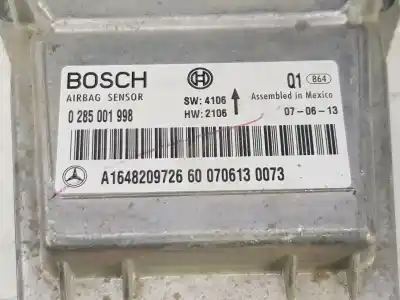 BOSCH
AIRBAG SENSOR
0 285 001 998
SW: 4106
HW: 2106
Q1 864
Assembled in Mexico
07-06-13
A1648209726 60 070613 0073